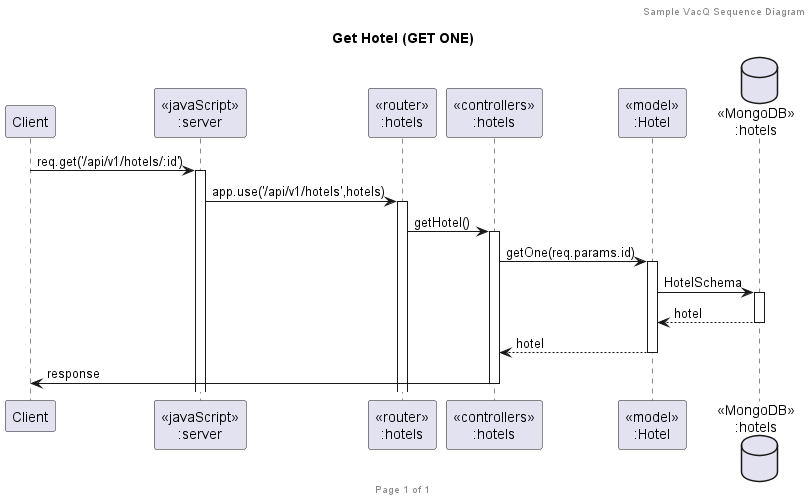 Sample VacQ Sequence Diagram
Get Hotel (GET ONE)
Client
«javaScript»
:server
«router»
:hotels
«controllers»
:hotels
«model»
:Hotel
«MongoDB»
:hotels
req.get('/api/v1/hotels/:id')
app.use('/api/v1/hotels',hotels)
getHotel()
getOne(req.params.id)
HotelSchema
hotel
hotel
response
Client
«javaScript»
:server
«router»
:hotels
«controllers»
:hotels
«model»
:Hotel
«MongoDB»
:hotels
Page 1 of 1